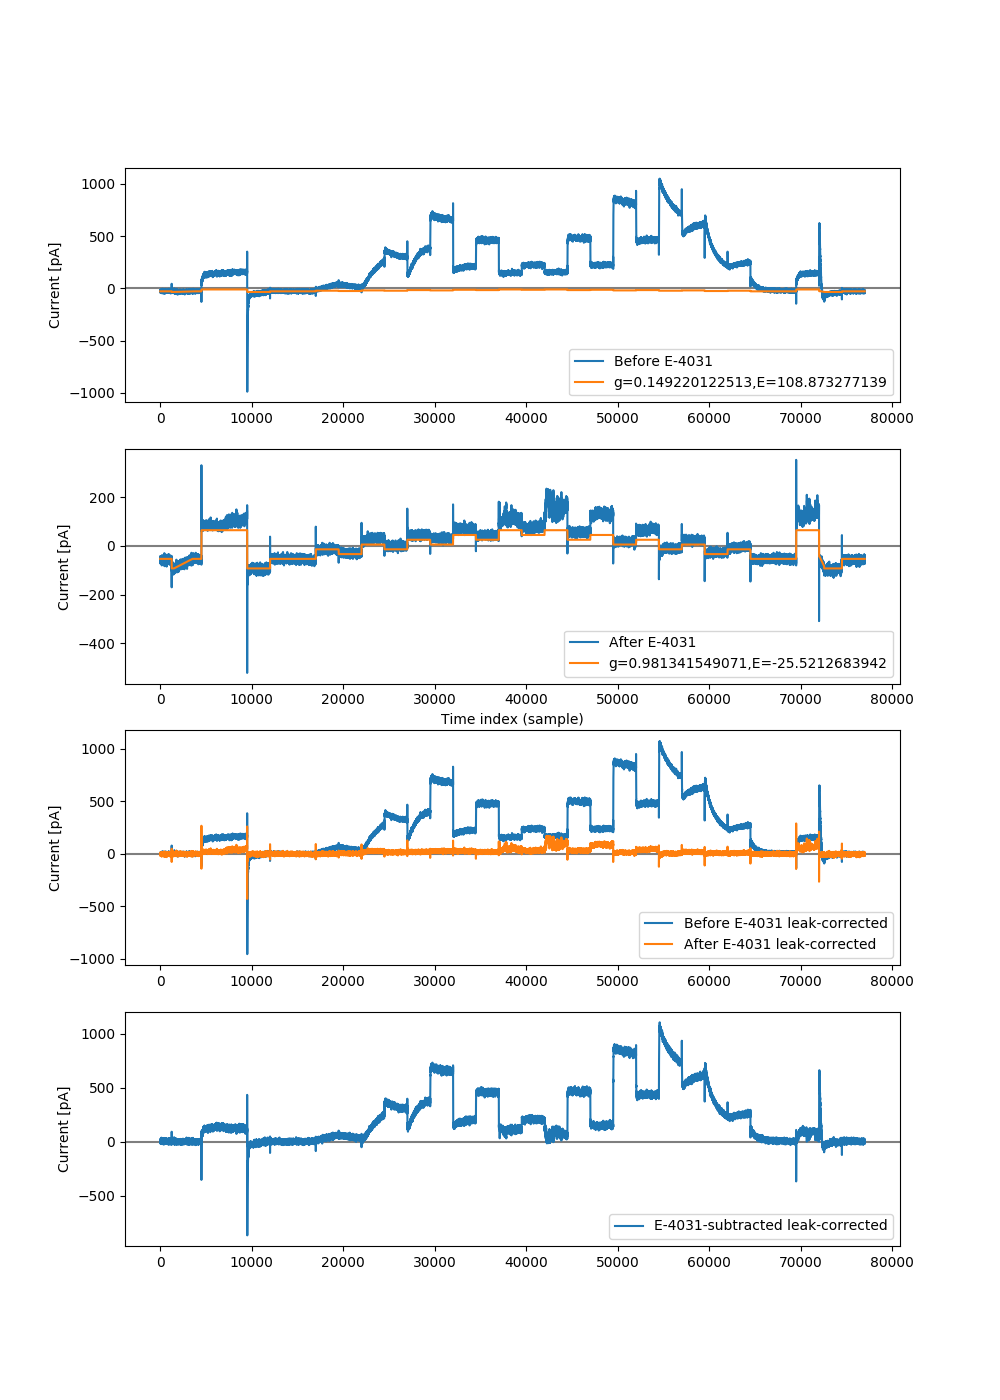 1000
500
0
−500
−1000
Current [pA]
Before E-4031
g=0.149220122513,E=108.873277139
0 10000 20000 30000 40000 50000 60000 70000 80000
200
0
−200
−400
Current [pA]
After E-4031
g=0.981341549071,E=-25.5212683942
0 10000 20000 30000 40000 50000 60000 70000 80000
Time index (sample)
1000
500
0
−500
−1000
Current [pA]
Before E-4031 leak-corrected
After E-4031 leak-corrected
0 10000 20000 30000 40000 50000 60000 70000 80000
1000
500
0
−500
Current [pA]
E-4031-subtracted leak-corrected
0 10000 20000 30000 40000 50000 60000 70000 80000